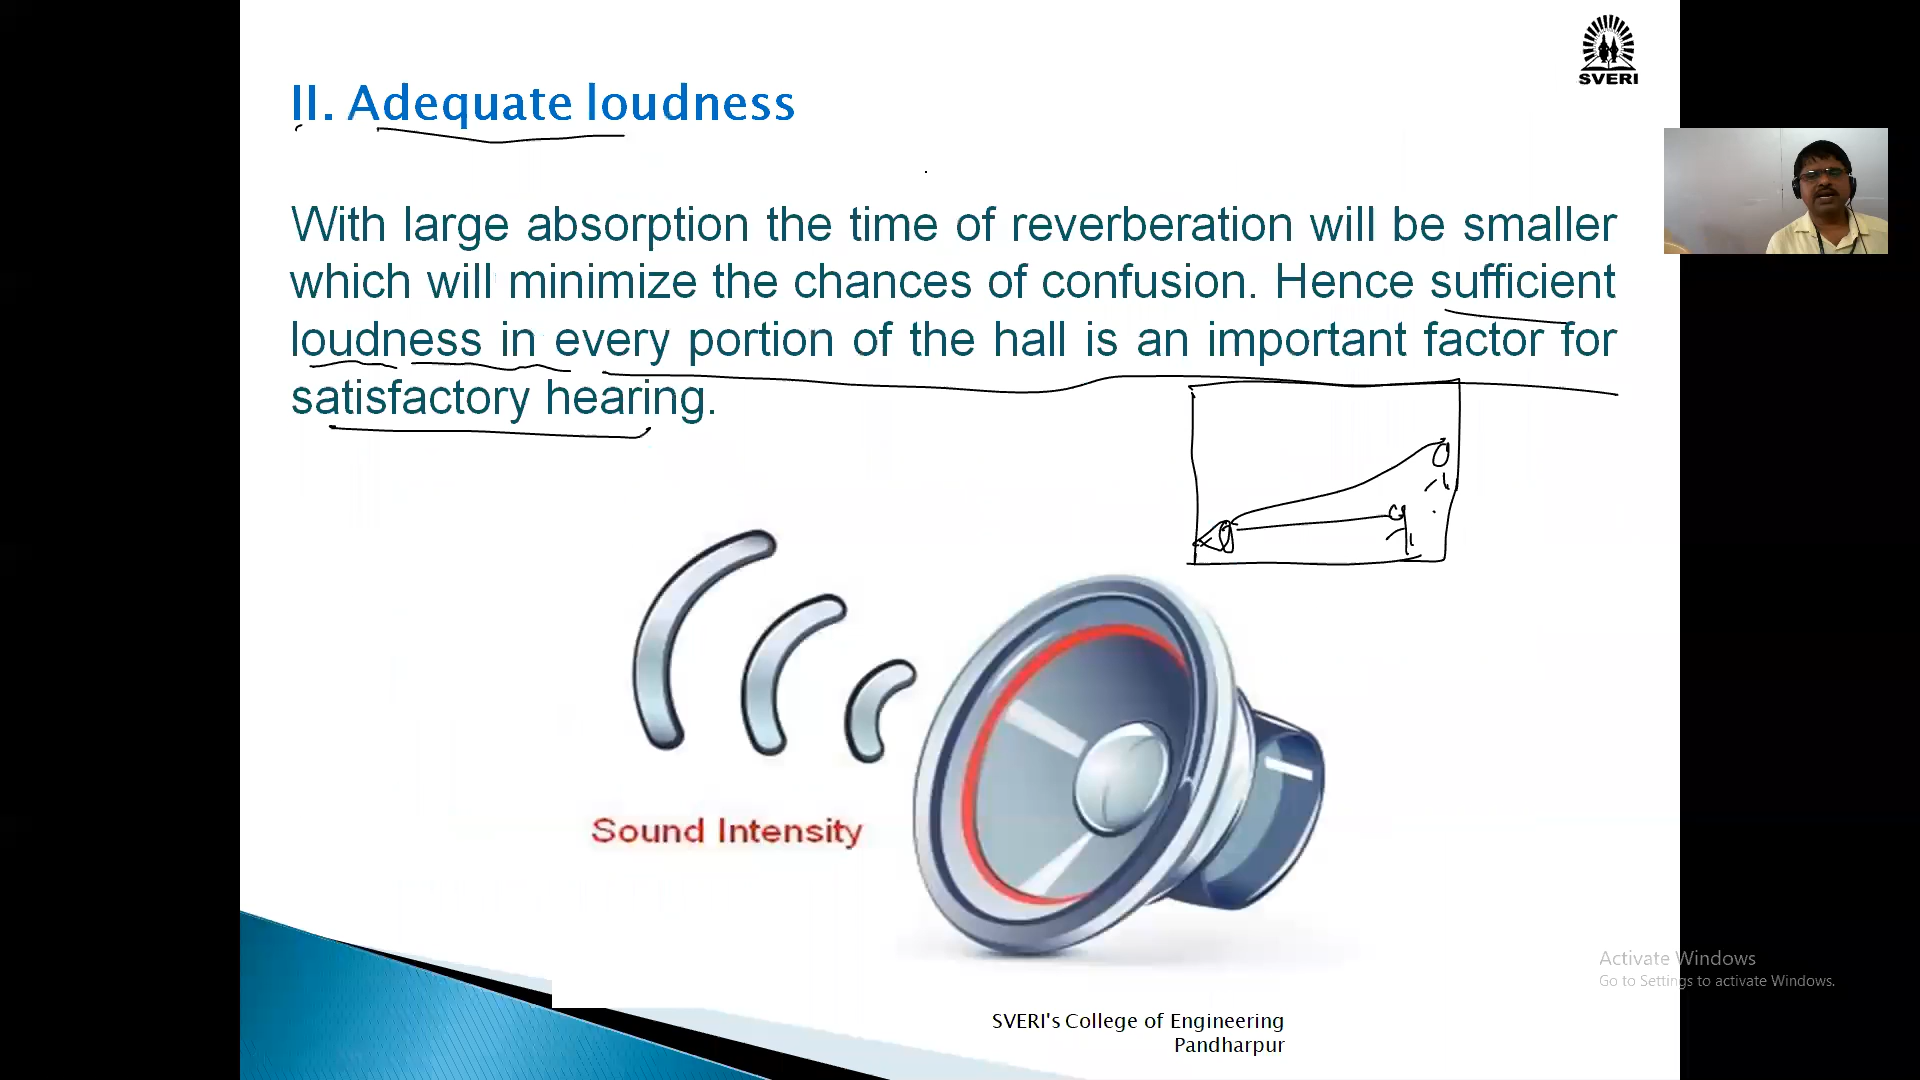 SVERI
II. Adequate loudness
With large absorption the time of reverberation will be smaller
which will minimize the chances of confusion. Hence sufficient
loudness in every portion of the hall is an important factor for
satisfactory hearing.
Sound Intensity
Activate Windows
Go to Settings to activate Windows.
SVERI's College of Engineering
Pandharpur